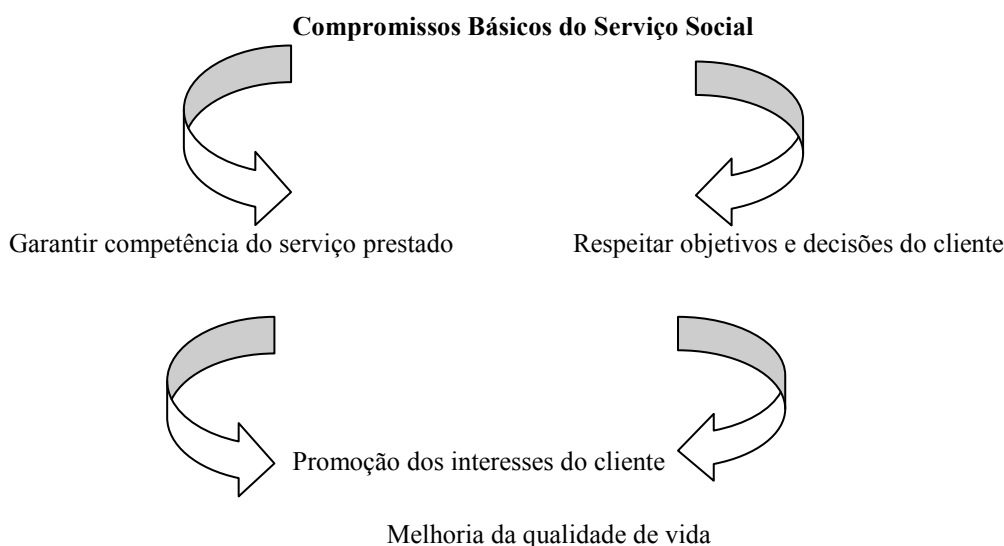 Compromissos Básicos do Serviço Social
Garantir competência do serviço prestado
Respeitar objetivos e decisões do cliente
Promoção dos interesses do cliente
Melhoria da qualidade de vida